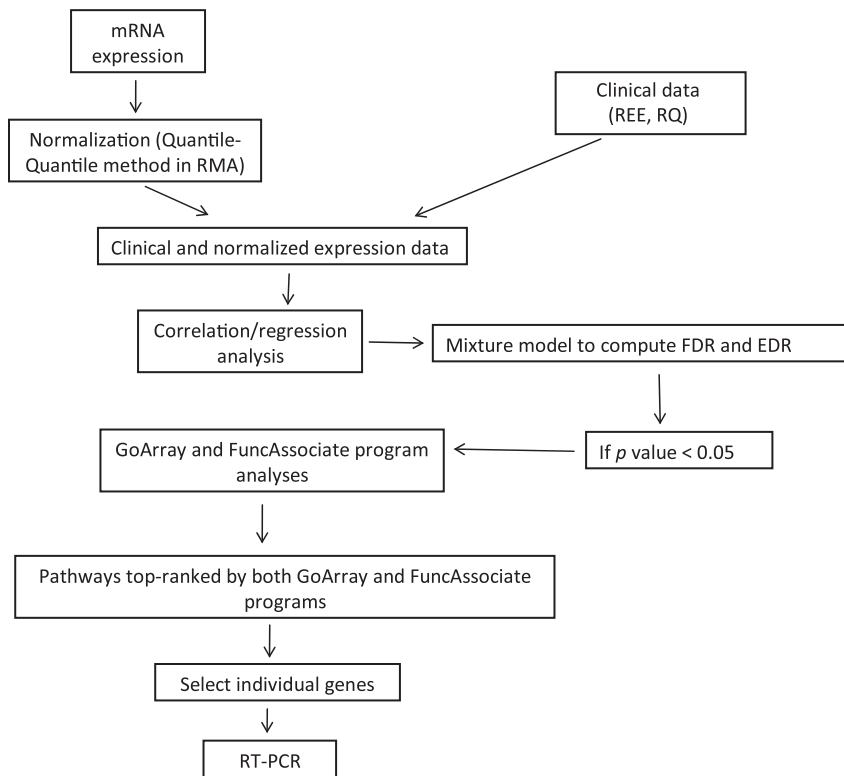 mRNA
expression
Clinical data
(REE, RQ)
Normalization (Quantile-
Quantile method in RMA)
Clinical and normalized expression data
Correlation/regression
analysis
Mixture model to compute FDR and EDR
If p value < 0.05
GoArray and FuncAssociate program
analyses
Pathways top-ranked by both GoArray and FuncAssociate
programs
Select individual genes
RT-PCR